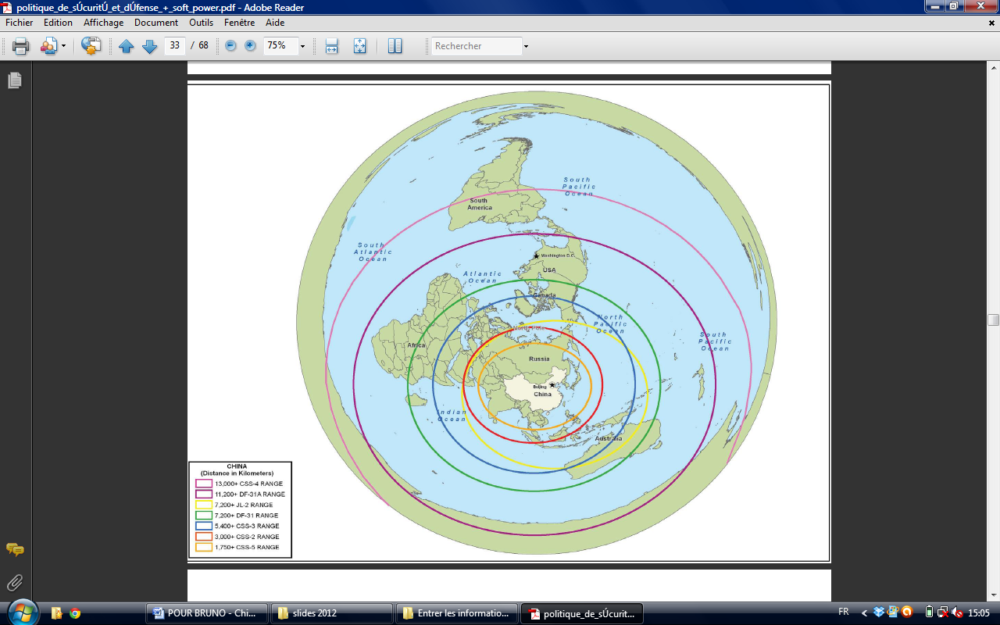 politique_de_sÚcuritÚ_et_dÚfense_+_soft_power.pdf - Adobe Reader
Fichier Edition Affichage Document Outils Fenêtre Aide
33 / 68 75% Rechercher
South
Pacific
Ocean
South
America
South
Atlantic
Ocean
Washington D.C.
USA
Atlantic
Ocean
Canada
North
Pacific
Ocean
North Pole
South
Pacific
Ocean
Africa
Russia
Beijing
China
Indian
Ocean
Australia
CHINA
(Distance in Kilometers)
13,000+ CSS-4 RANGE
11,200+ DF-31A RANGE
7,200+ JL-2 RANGE
7,200+ DF-31 RANGE
5,400+ CSS-3 RANGE
3,000+ CSS-2 RANGE
1,750+ CSS-5 RANGE
POUR BRUNO - Chi... slides 2012 Entrer les informatio... politique_de_sÚcurit... FR 15:05